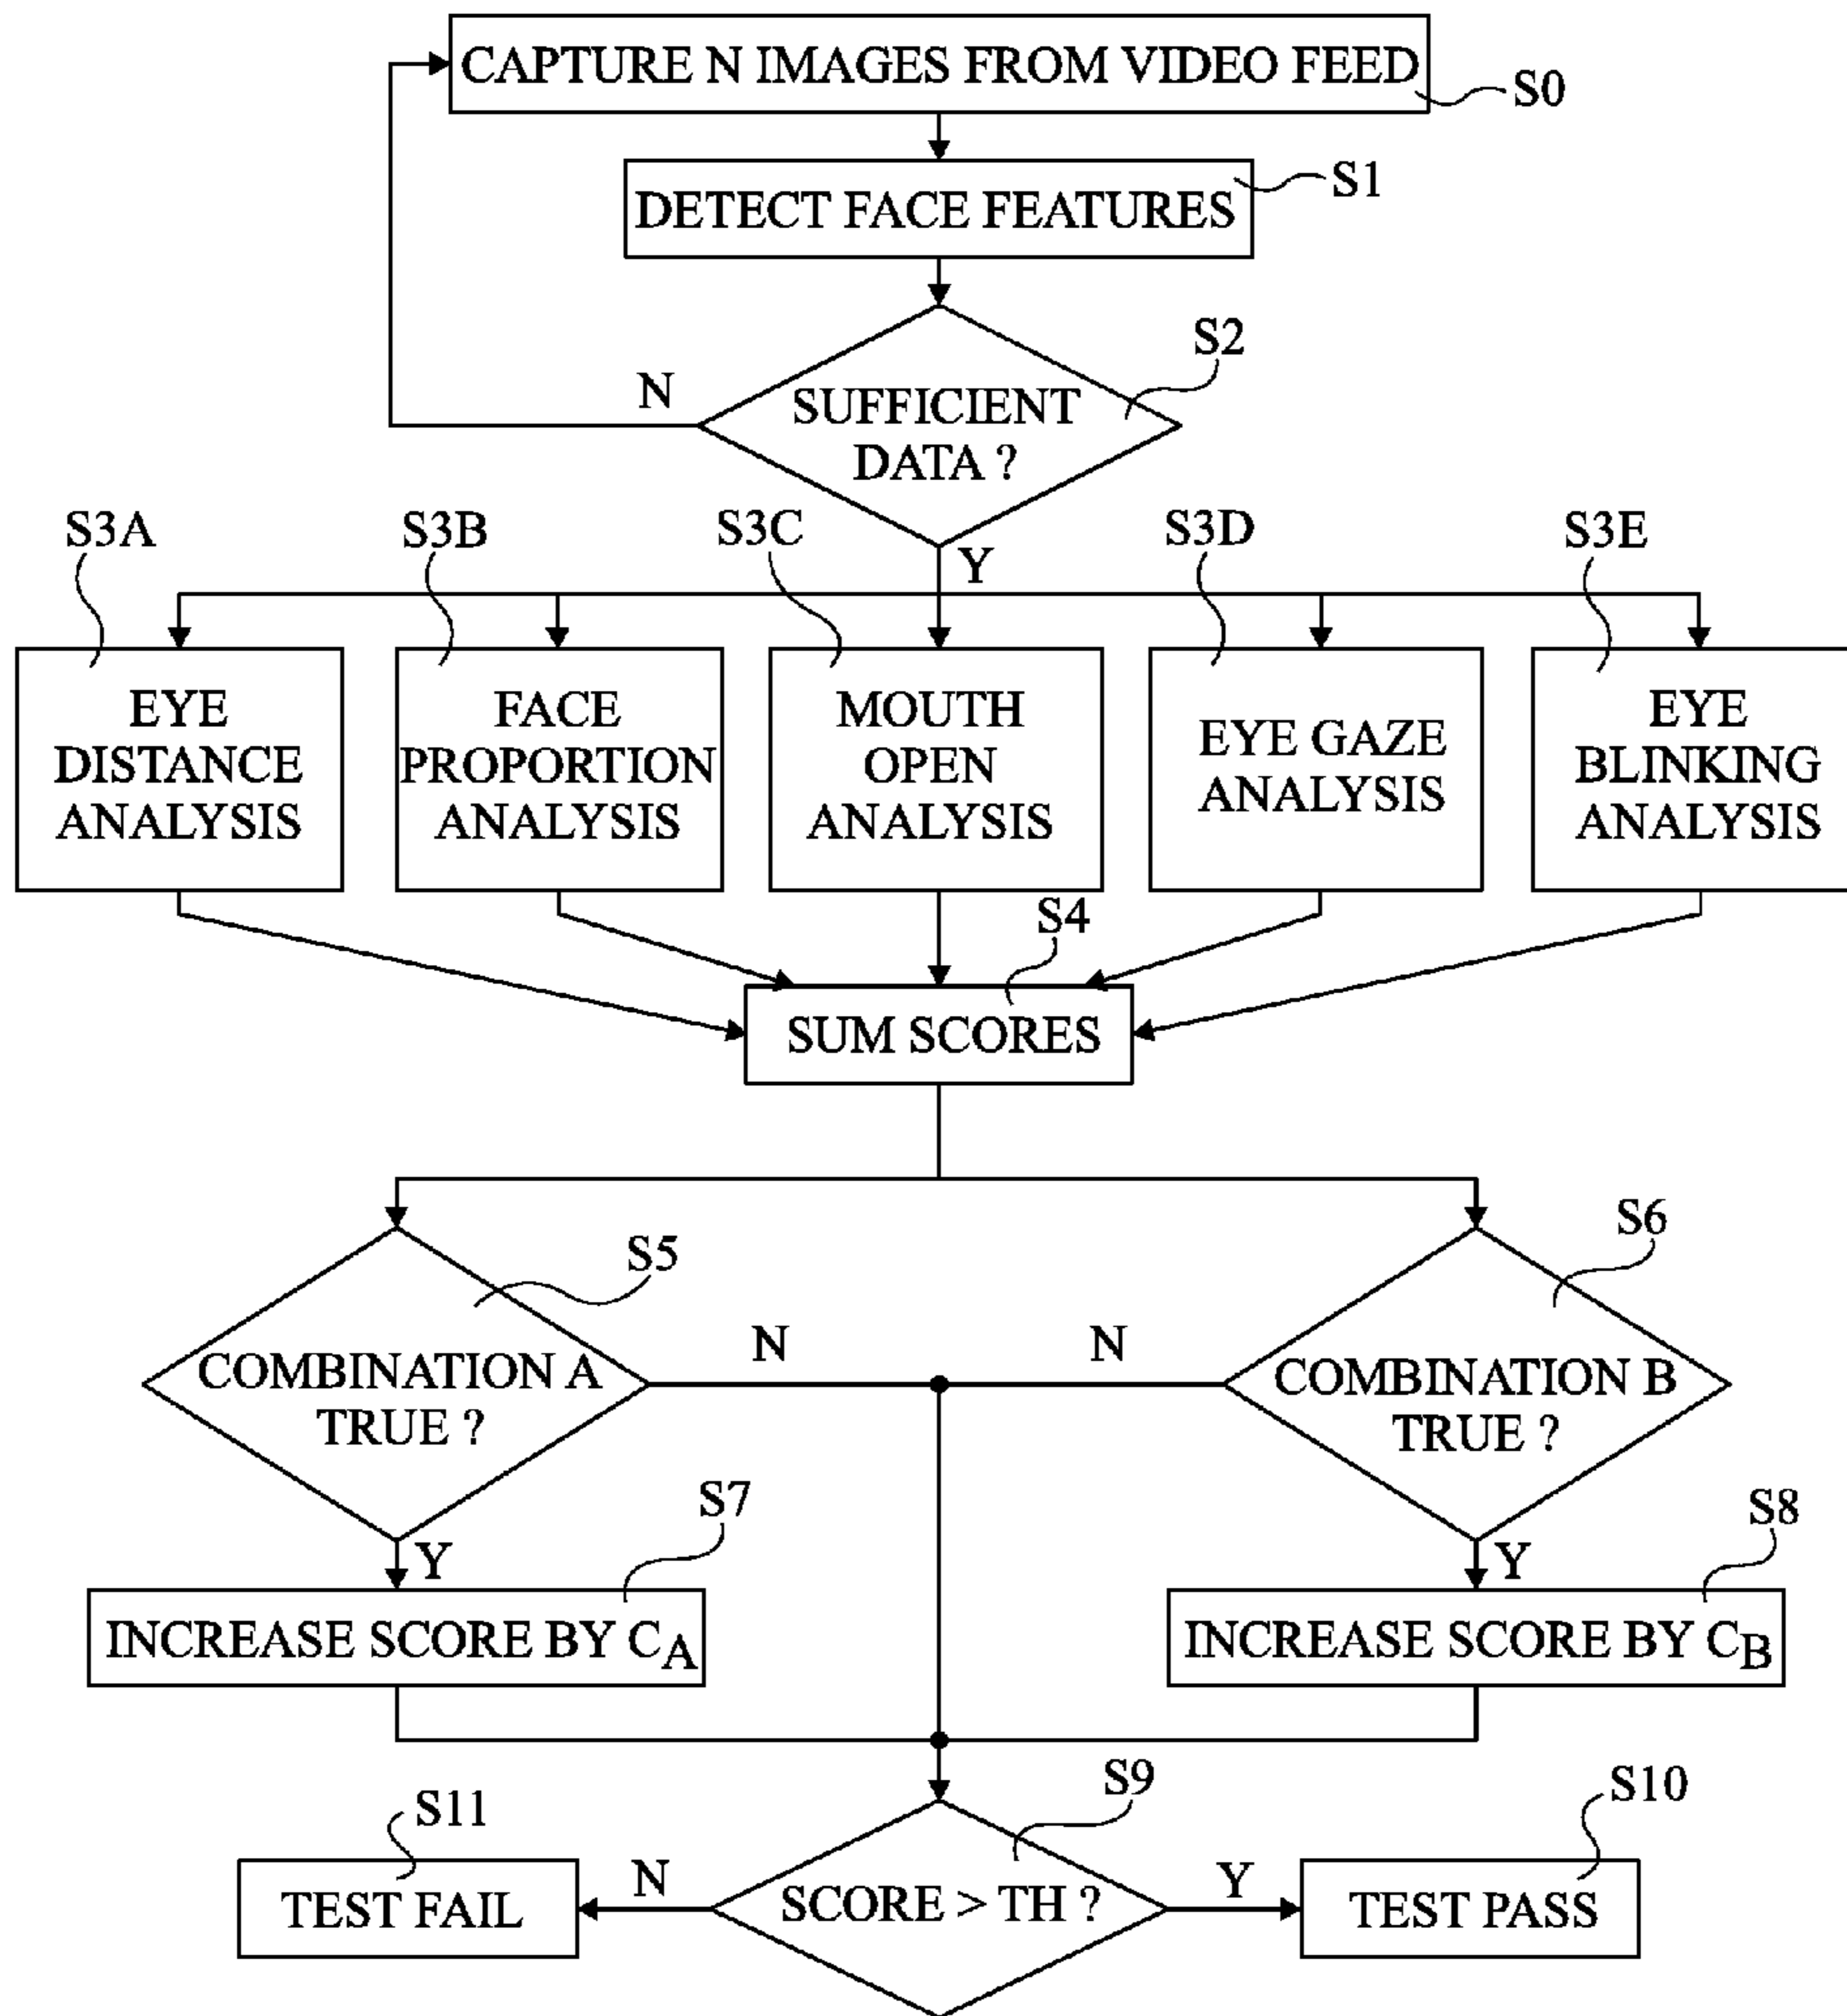 CAPTURE N IMAGES FROM VIDEO FEED
S0
DETECT FACE FEATURES
S1
S2
N
SUFFICIENT
DATA ?
Y
S3A
S3B
S3C
S3D
S3E
EYE
DISTANCE
ANALYSIS
FACE
PROPORTION
ANALYSIS
MOUTH
OPEN
ANALYSIS
EYE GAZE
ANALYSIS
EYE
BLINKING
ANALYSIS
S4
SUM SCORES
S5
S6
COMBINATION A
TRUE ?
N
N
COMBINATION B
TRUE ?
Y
S7
Y
S8
INCREASE SCORE BY CA
INCREASE SCORE BY CB
S9
S10
S11
TEST FAIL
N
SCORE > TH ?
Y
TEST PASS